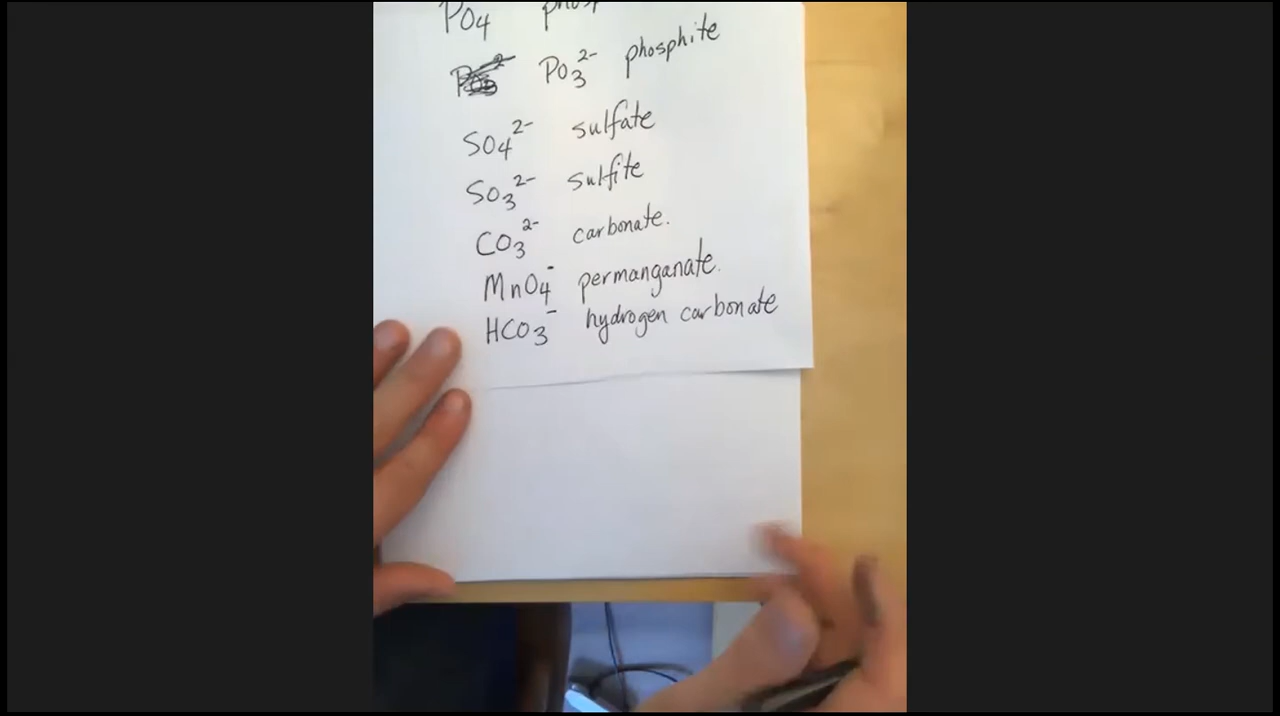 PO4
PO3 2- phosphite
SO4 2- sulfate
SO3 2- sulfite
CO3 2- carbonate.
MnO4 - permanganate.
HCO3 - hydrogen carbonate